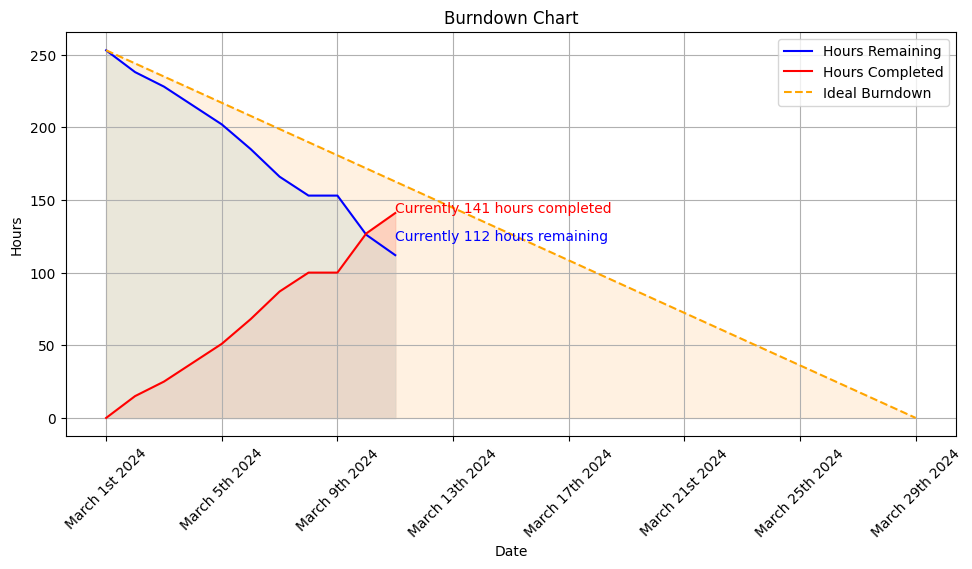 Burndown Chart
Hours Remaining
Hours Completed
Ideal Burndown
250
200
150
100
50
0
Hours
Currently 141 hours completed
Currently 112 hours remaining
March 1st 2024
March 5th 2024
March 9th 2024
March 13th 2024
March 17th 2024
March 21st 2024
March 25th 2024
March 29th 2024
Date